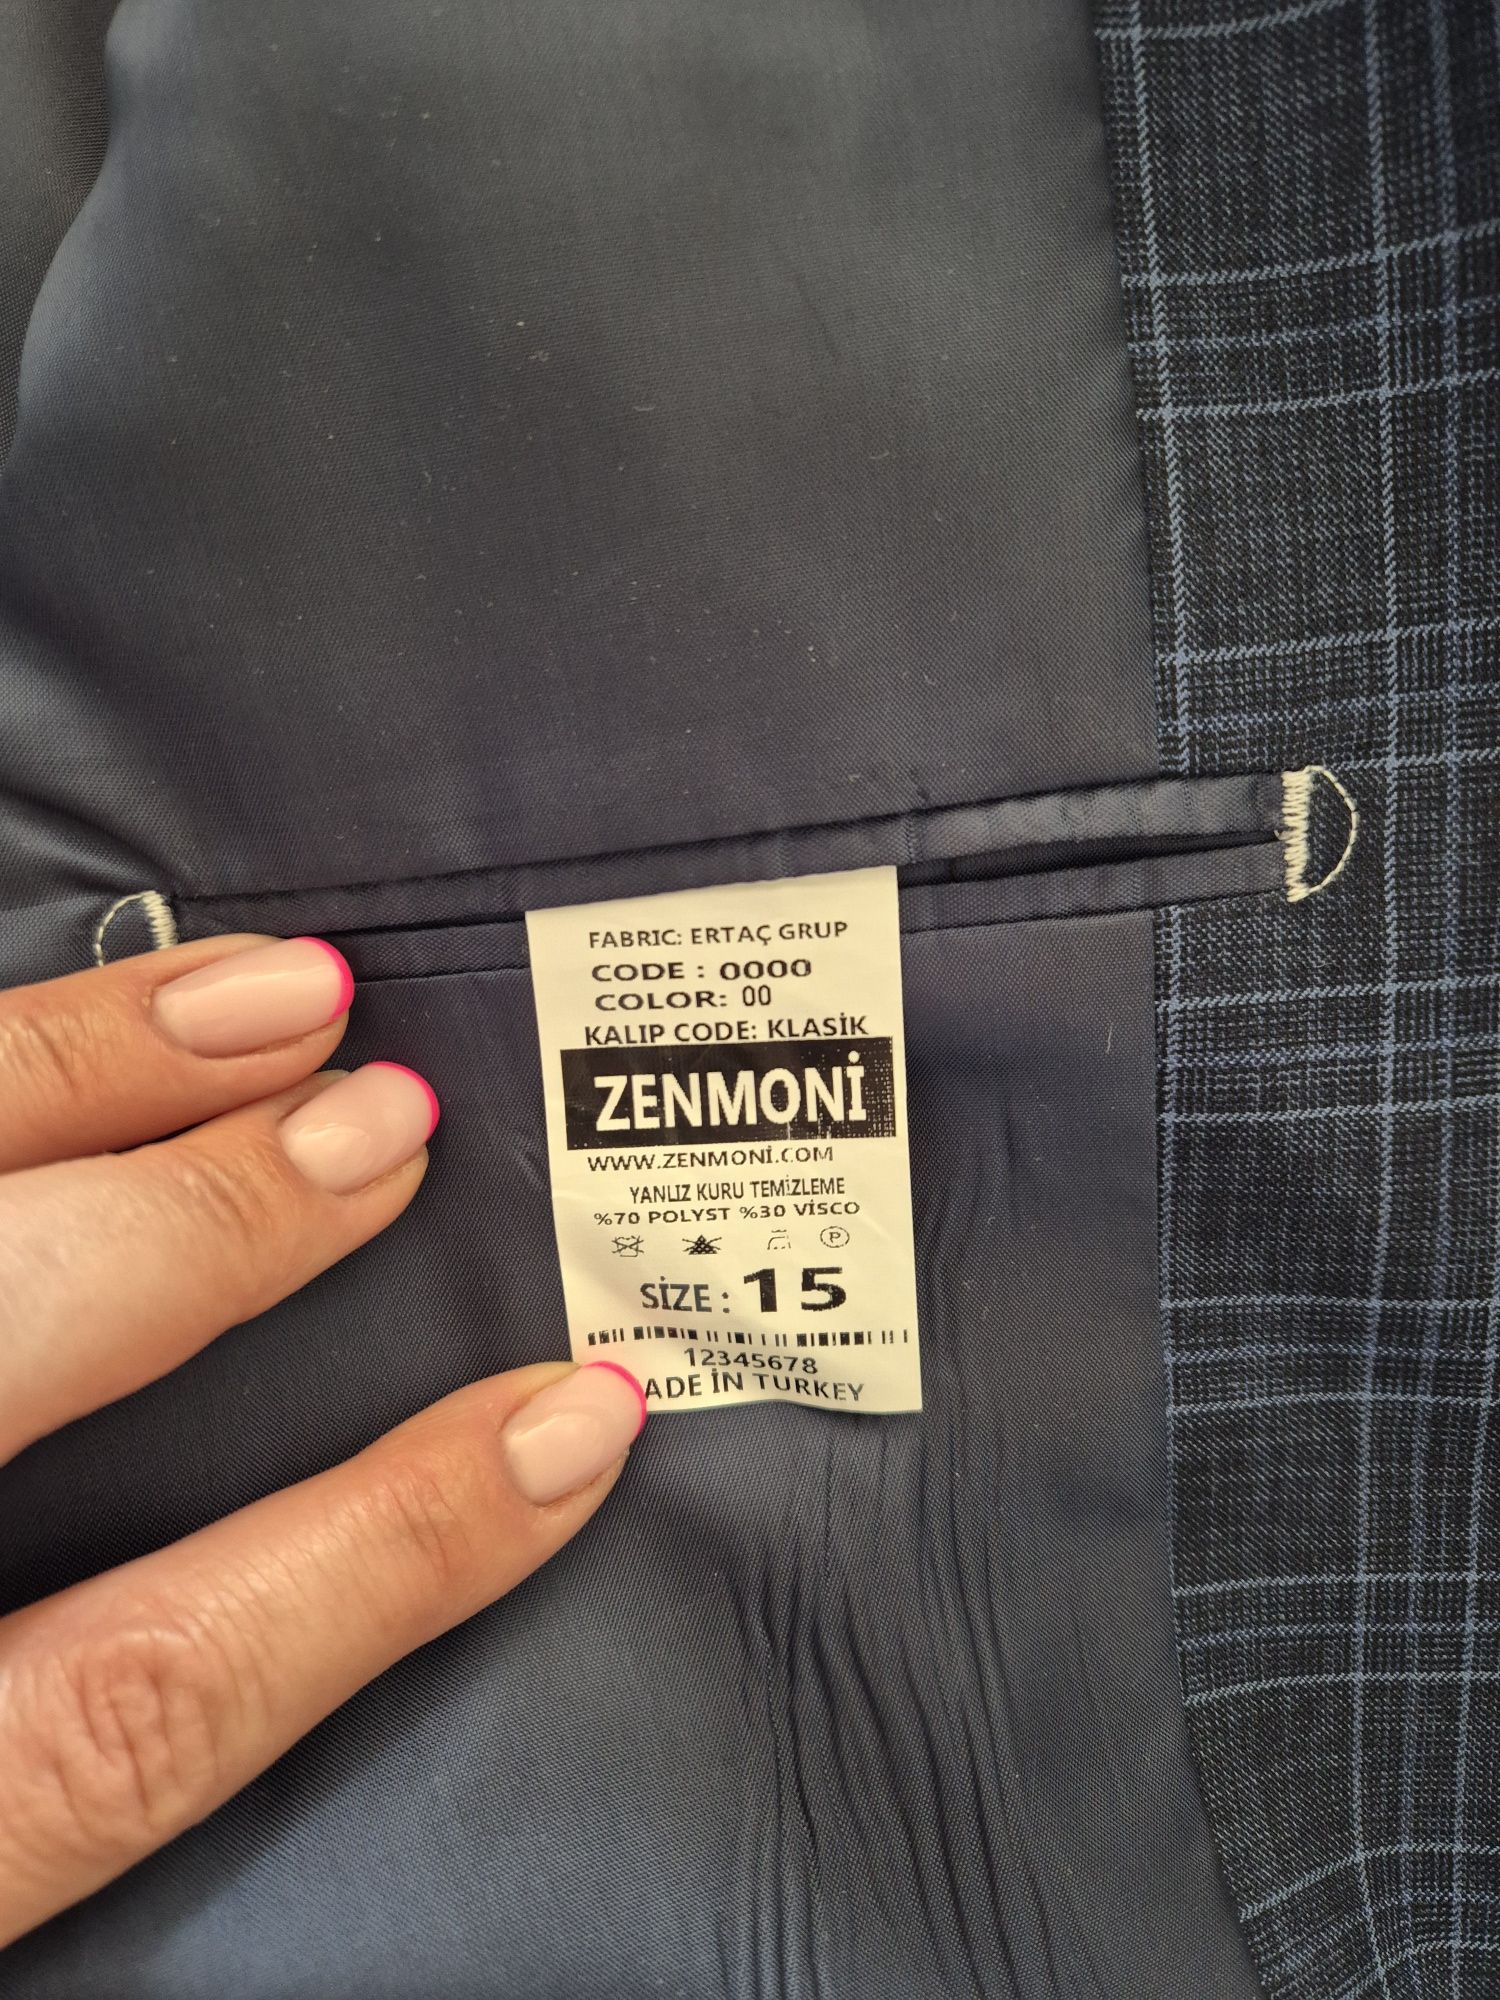 FABRIC: ERTAÇ GRUP
CODE : 0000
COLOR: 00
KALIP CODE: KLASİK
ZENMONİ
WWW.ZENMONİ.COM
YANLIZ KURU TEMİZLEME
%70 POLYST %30 VİSCO
P
SİZE : 15
12345678
ADE İN TURKEY